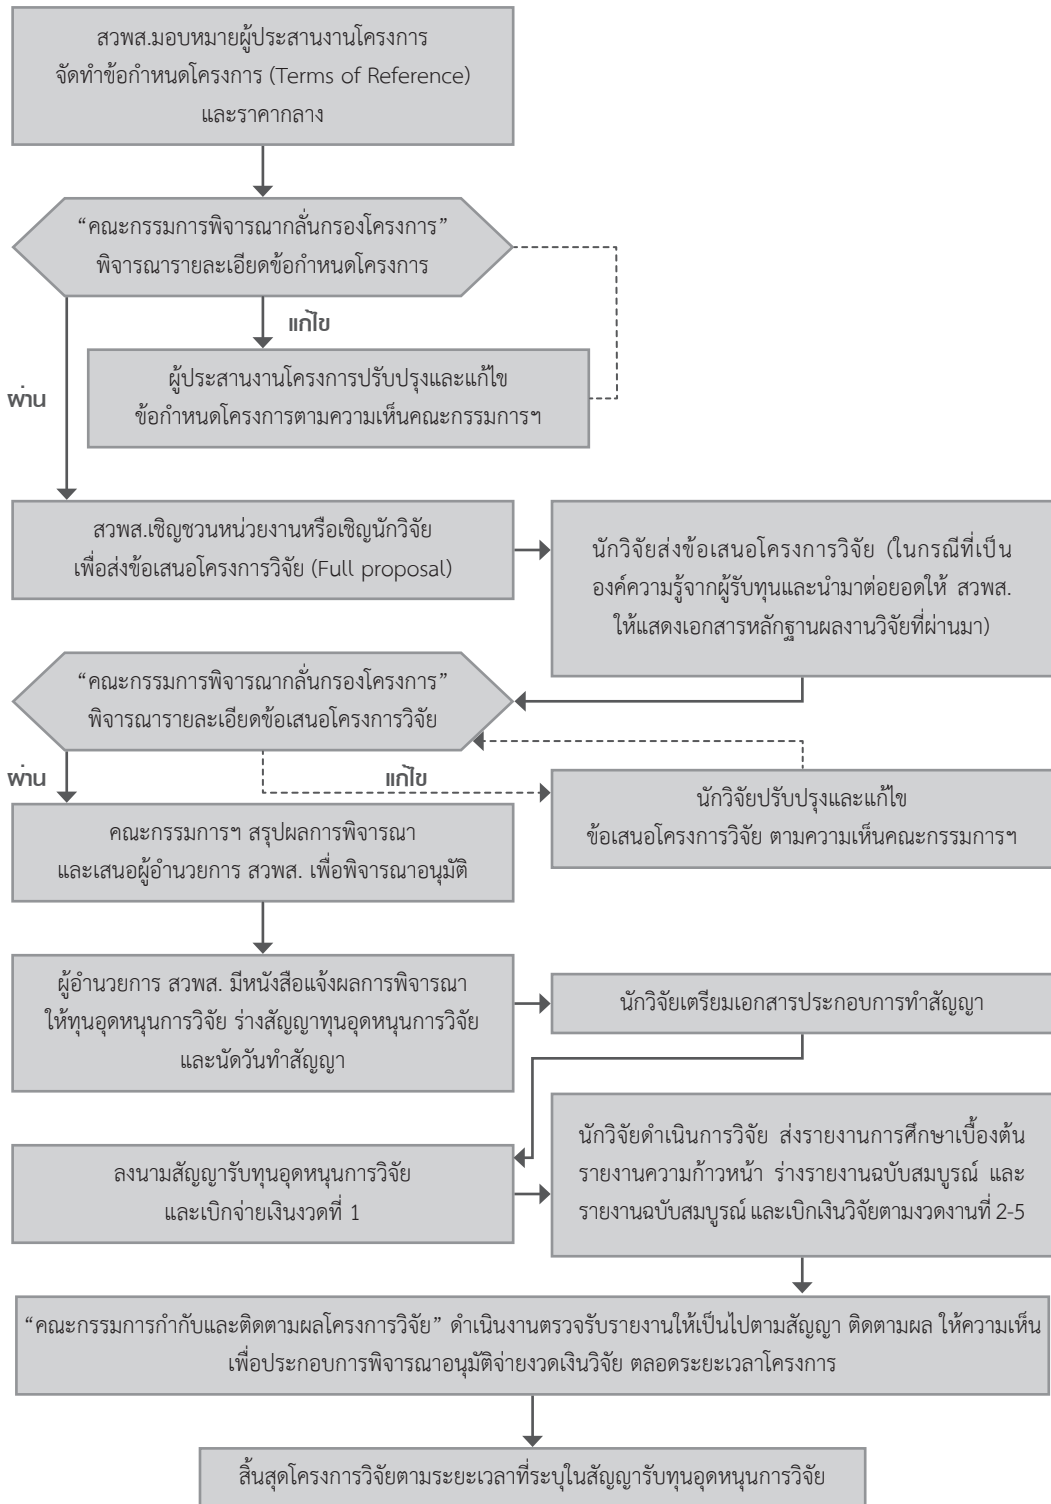 สวพส.มอบหมายผู้ประสานงานโครงการ
จัดทำข้อกำหนดโครงการ (Terms of Reference)
และราคากลาง
“คณะกรรมการพิจารณากลั่นกรองโครงการ”
พิจารณารายละเอียดข้อกำหนดโครงการ
แก้ไข
ผู้ประสานงานโครงการปรับปรุงและแก้ไข
ข้อกำหนดโครงการตามความเห็นคณะกรรมการฯ
ผ่าน
สวพส.เชิญชวนหน่วยงานหรือเชิญนักวิจัย
เพื่อส่งข้อเสนอโครงการวิจัย (Full proposal)
นักวิจัยส่งข้อเสนอโครงการวิจัย (ในกรณีที่เป็น
องค์ความรู้จากผู้รับทุนและนำมาต่อยอดให้ สวพส.
ให้แสดงเอกสารหลักฐานผลงานวิจัยที่ผ่านมา)
“คณะกรรมการพิจารณากลั่นกรองโครงการ”
พิจารณารายละเอียดข้อเสนอโครงการวิจัย
ผ่าน
แก้ไข
นักวิจัยปรับปรุงและแก้ไข
ข้อเสนอโครงการวิจัย ตามความเห็นคณะกรรมการฯ
คณะกรรมการฯ สรุปผลการพิจารณา
และเสนอผู้อำนวยการ สวพส. เพื่อพิจารณาอนุมัติ
ผู้อำนวยการ สวพส. มีหนังสือแจ้งผลการพิจารณา
ให้ทุนอุดหนุนการวิจัย ร่างสัญญาทุนอุดหนุนการวิจัย
และนัดวันทำสัญญา
นักวิจัยเตรียมเอกสารประกอบการทำสัญญา
ลงนามสัญญารับทุนอุดหนุนการวิจัย
และเบิกจ่ายเงินงวดที่ 1
นักวิจัยดำเนินการวิจัย ส่งรายงานการศึกษาเบื้องต้น
รายงานความก้าวหน้า ร่างรายงานฉบับสมบูรณ์ และ
รายงานฉบับสมบูรณ์ และเบิกเงินวิจัยตามงวดงานที่ 2-5
“คณะกรรมการกำกับและติดตามผลโครงการวิจัย” ดำเนินงานตรวจรับรายงานให้เป็นไปตามสัญญา ติดตามผล ให้ความเห็น
เพื่อประกอบการพิจารณาอนุมัติจ่ายงวดเงินวิจัย ตลอดระยะเวลาโครงการ
สิ้นสุดโครงการวิจัยตามระยะเวลาที่ระบุในสัญญารับทุนอุดหนุนการวิจัย